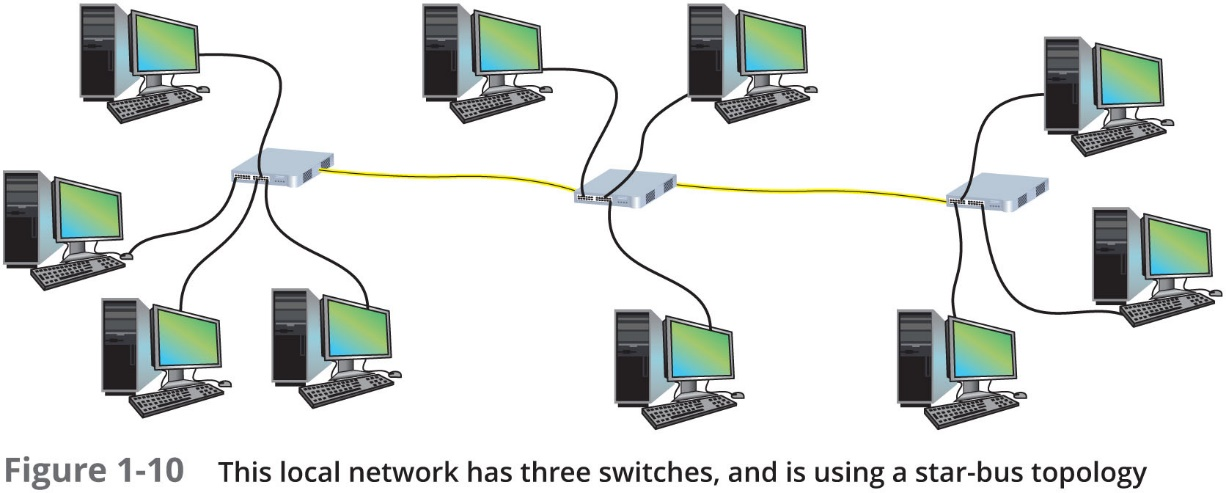 Figure 1-10 This local network has three switches, and is using a star-bus topology